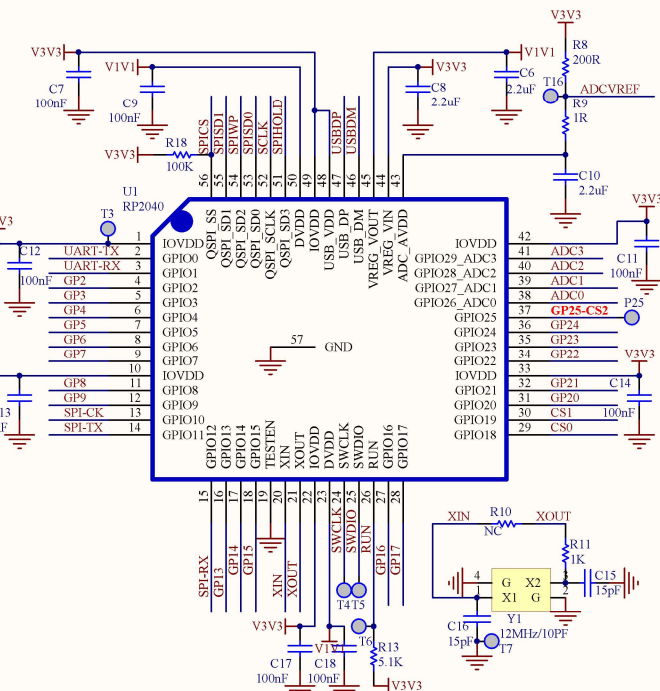 V3V3
R8
200R
V3V3
V1V1
C7
100nF
V1V1
C9
100nF
V3V3
C8
2.2uF
C6
2.2uF
T16
ADCVREF
R9
1R
C10
2.2uF
V3V3
R18
100K
SPICS
SPISD1
SPIWP
SPISD0
SCLK
SPIHOLD
USBDP
USBDM
56
55
54
53
52
51
50
49
48
47
46
45
44
43
U1
RP2040
T3
QSPI_SS
QSPI_SD1
QSPI_SD2
QSPI_SD0
QSPI_SCLK
QSPI_SD3
DVDD
IOVDD
USB_VDD
USB_DP
USB_DM
VREG_VOUT
VREG_VIN
ADC_AVDD
C12
100nF
1 IOVDD
UART-TX 2 GPIO0
UART-RX 3 GPIO1
GP2 4 GPIO2
GP3 5 GPIO3
GP4 6 GPIO4
GP5 7 GPIO5
GP6 8 GPIO6
GP7 9 GPIO7
10 IOVDD
GP8 11 GPIO8
GP9 12 GPIO9
SPI-CK 13 GPIO10
SPI-TX 14 GPIO11
57 GND
IOVDD 42
GPIO29_ADC3 41 ADC3
GPIO28_ADC2 40 ADC2
GPIO27_ADC1 39 ADC1
GPIO26_ADC0 38 ADC0
GPIO25 37 GP25-CS2
GPIO24 36 GP24
GPIO23 35 GP23
GPIO22 34 GP22
IOVDD 33
GPIO21 32 GP21
GPIO20 31 GP20
GPIO19 30 CS1
GPIO18 29 CS0
V3V3
C11
100nF
P25
V3V3
C14
100nF
GPIO12
GPIO13
GPIO14
GPIO15
TESTEN
XIN
XOUT
IOVDD
DVDD
SWCLK
SWDIO
RUN
GPIO16
GPIO17
15
16
17
18
19
20
21
22
23
24
25
26
27
28
SPI-RX
GP13
GP14
GP15
XIN
XOUT
SWCLK
SWDIO
RUN
GP16
GP17
T4
T5
T6
V3V3
C17
100nF
V1V1
C18
100nF
R13
5.1K
V3V3
XIN
R10
NC
XOUT
R11
1K
4
G
X2
3
1
X1
G
2
C15
15pF
C16
15pF
Y1
12MHz/10PF
T7